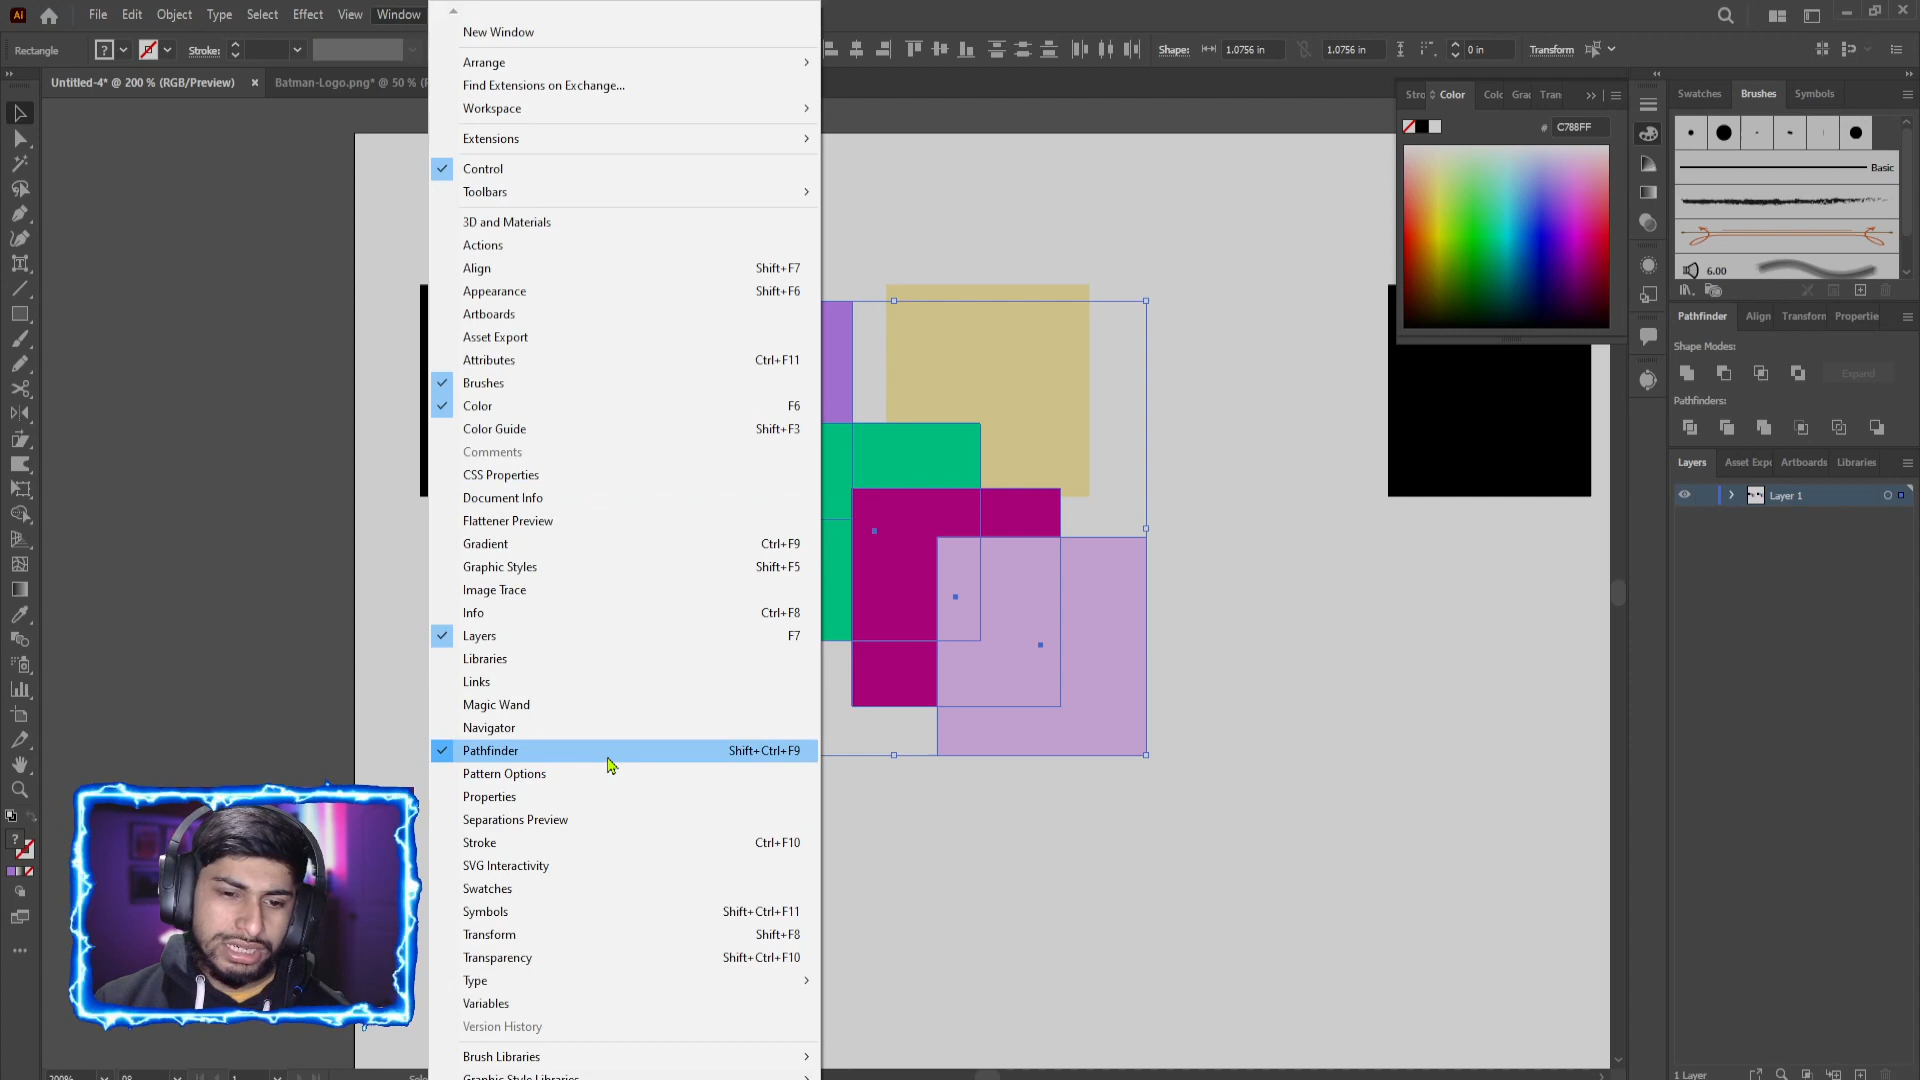 Ai File Edit Object Type Select Effect View Window
Rectangle ? Stroke: Shape: 1.0756 in 1.0756 in 0 in Transform
Untitled-4* @ 200 % (RGB/Preview) × Batman-Logo.png* @ 50 %
New Window
Arrange
Find Extensions on Exchange...
Workspace
Extensions
Control
Toolbars
3D and Materials
Actions
Align Shift+F7
Appearance Shift+F6
Artboards
Asset Export
Attributes Ctrl+F11
Brushes
Color F6
Color Guide Shift+F3
Comments
CSS Properties
Document Info
Flattener Preview
Gradient Ctrl+F9
Graphic Styles Shift+F5
Image Trace
Info Ctrl+F8
Layers F7
Libraries
Links
Magic Wand
Navigator
Pathfinder Shift+Ctrl+F9
Pattern Options
Properties
Separations Preview
Stroke Ctrl+F10
SVG Interactivity
Swatches
Symbols Shift+Ctrl+F11
Transform Shift+F8
Transparency Shift+Ctrl+F10
Type
Variables
Version History
Brush Libraries
Graphic Style Libraries
Stro Color Colc Grac Tran
# C788FF
Swatches Brushes Symbols
Basic
6.00
Pathfinder Align Transform Propertie
Shape Modes:
Expand
Pathfinders:
Layers Asset Expo Artboards Libraries
Layer 1
200% 08 1 Selec
1 Layer